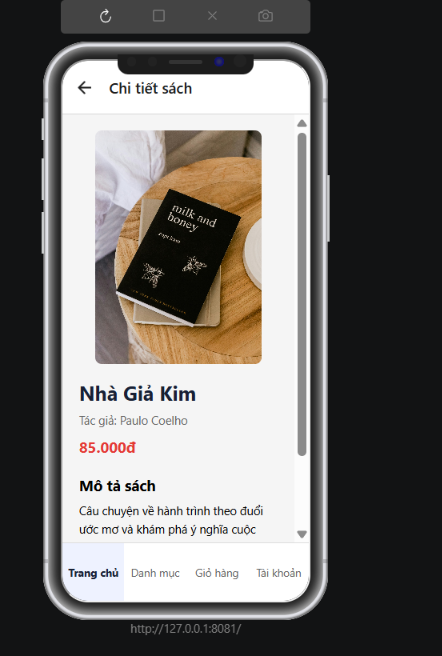 Chi tiết sách
milk and
honey
rupi kaur
Nhà Giả Kim
Tác giả: Paulo Coelho
85.000đ
Mô tả sách
Câu chuyện về hành trình theo đuổi
ước mơ và khám phá ý nghĩa cuộc
Trang chủ
Danh mục
Giỏ hàng
Tài khoản
http://127.0.0.1:8081/